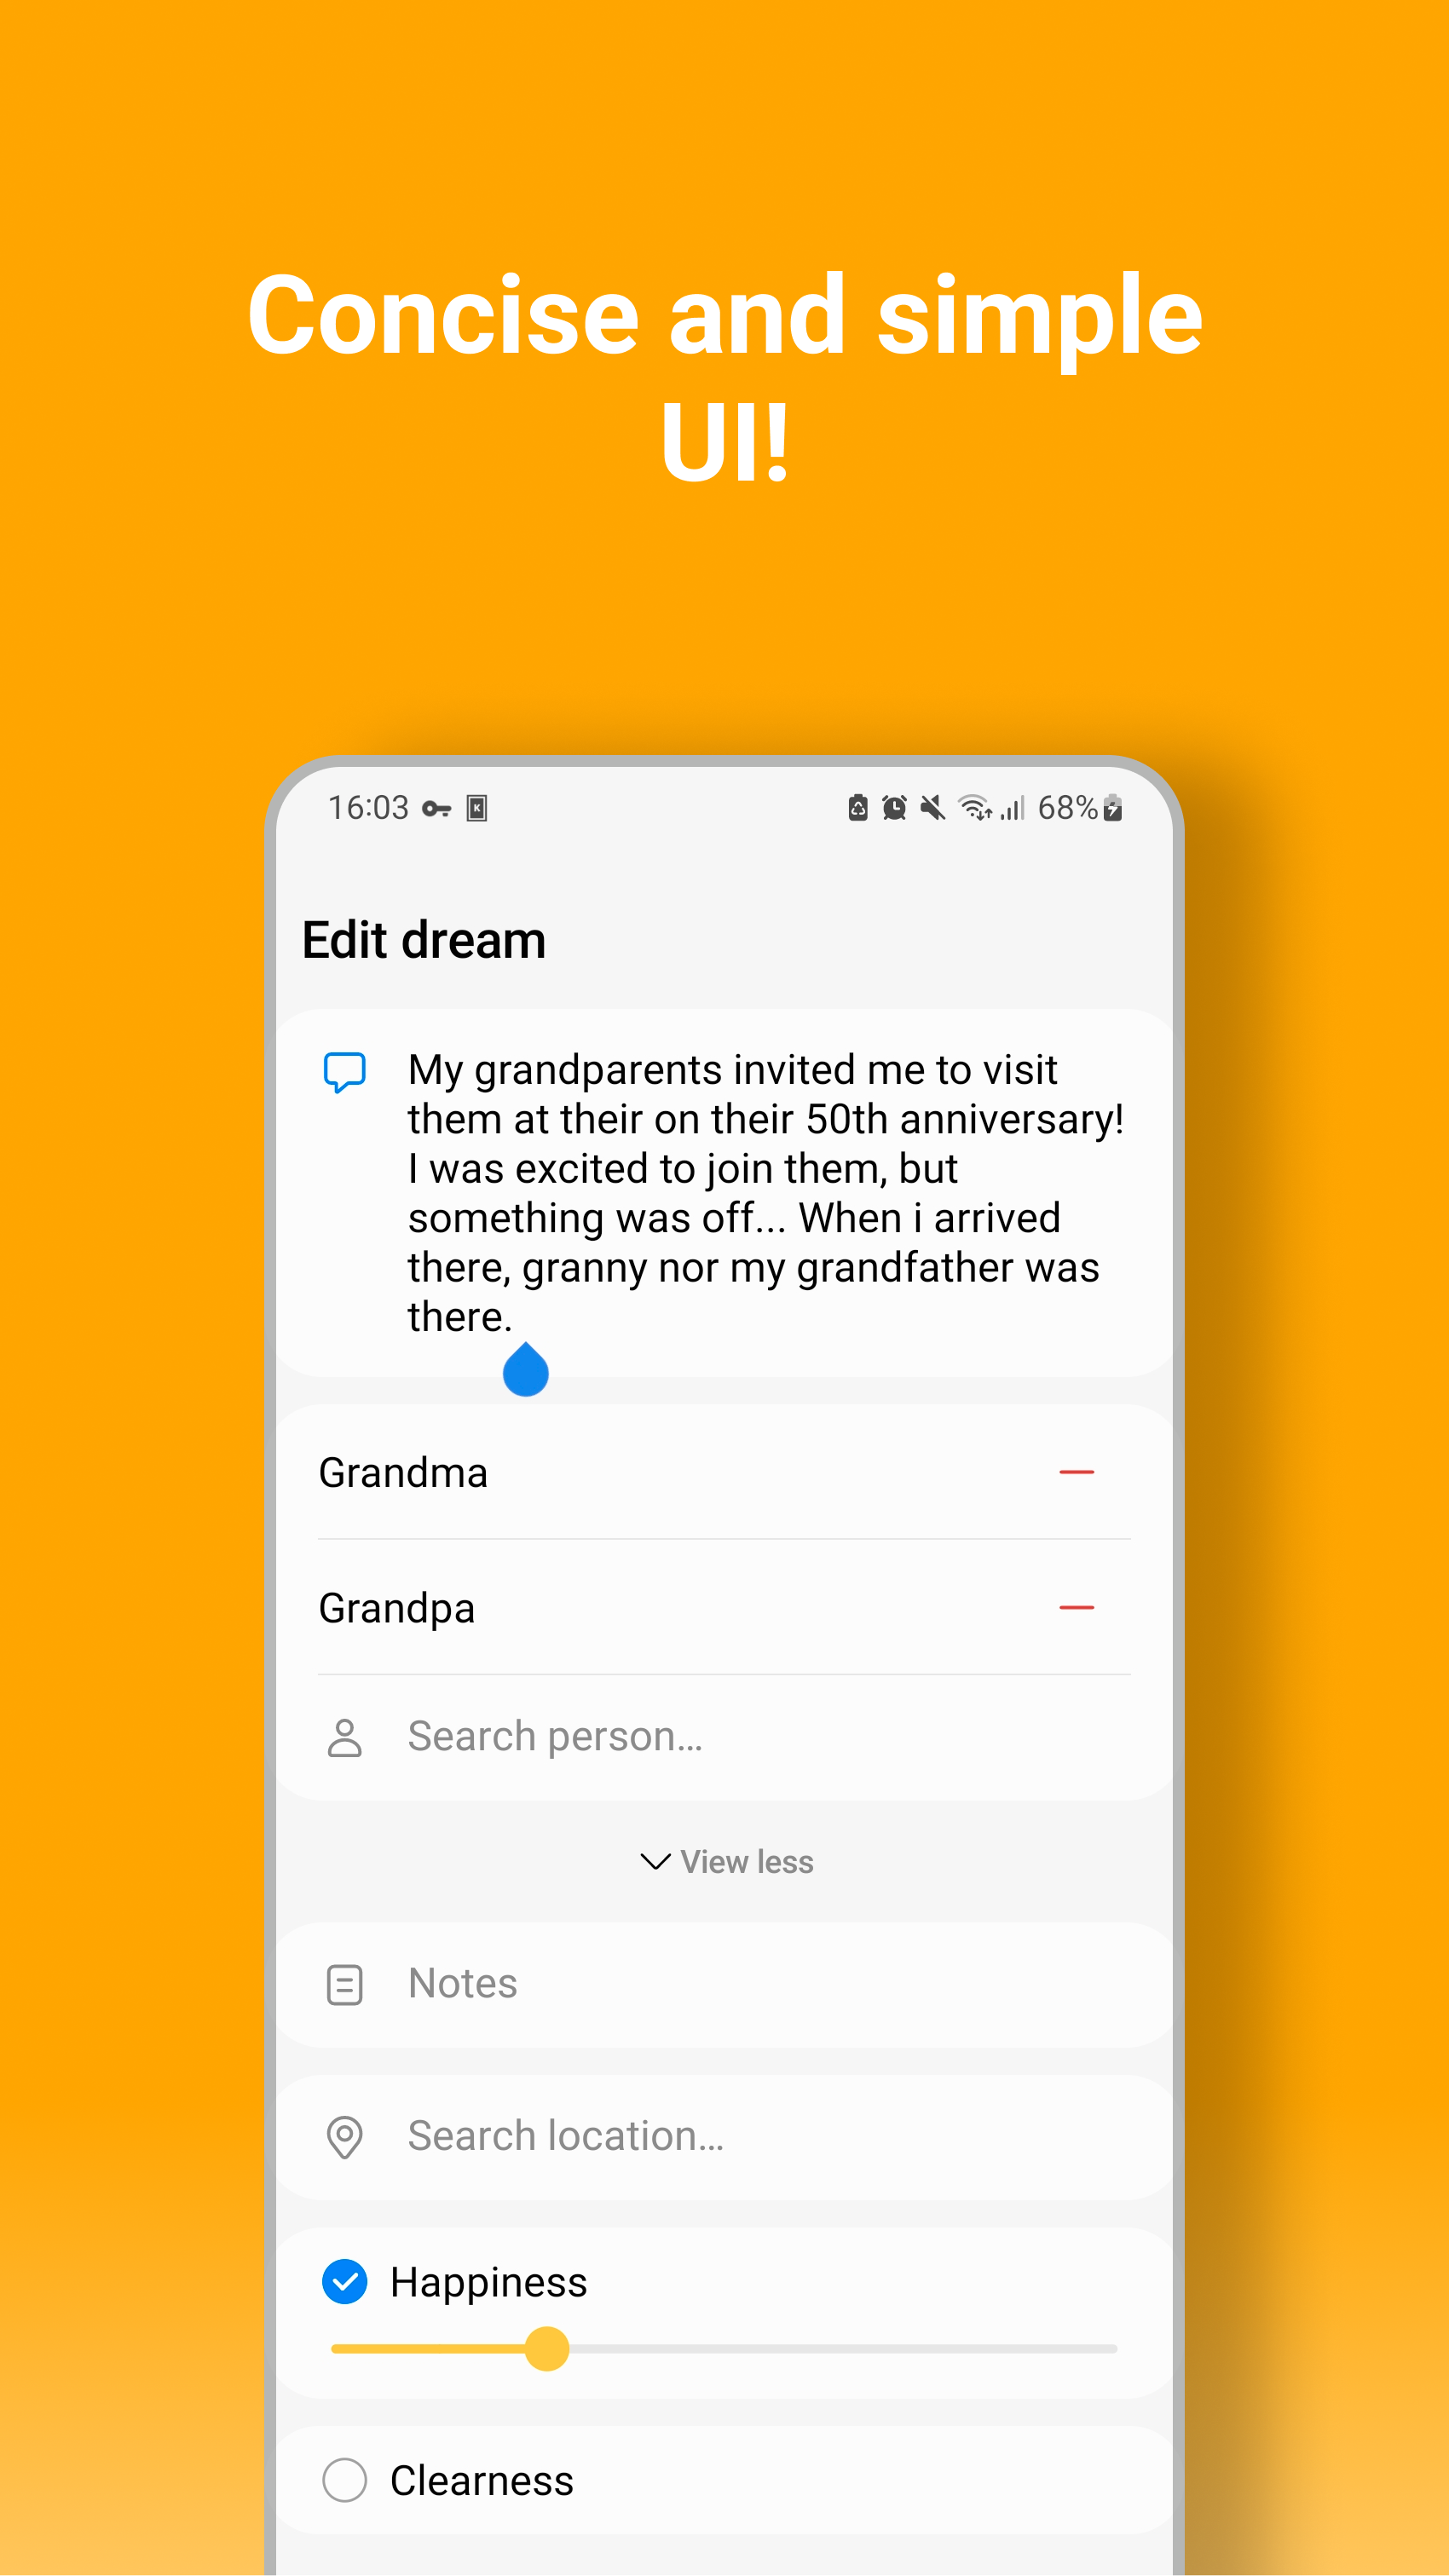 Concise and simple
UI!
16:03
68%
Edit dream
My grandparents invited me to visit
them at their on their 50th anniversary!
I was excited to join them, but
something was off... When i arrived
there, granny nor my grandfather was
there.
Grandma
Grandpa
Search person...
View less
Notes
Search location...
Happiness
Clearness